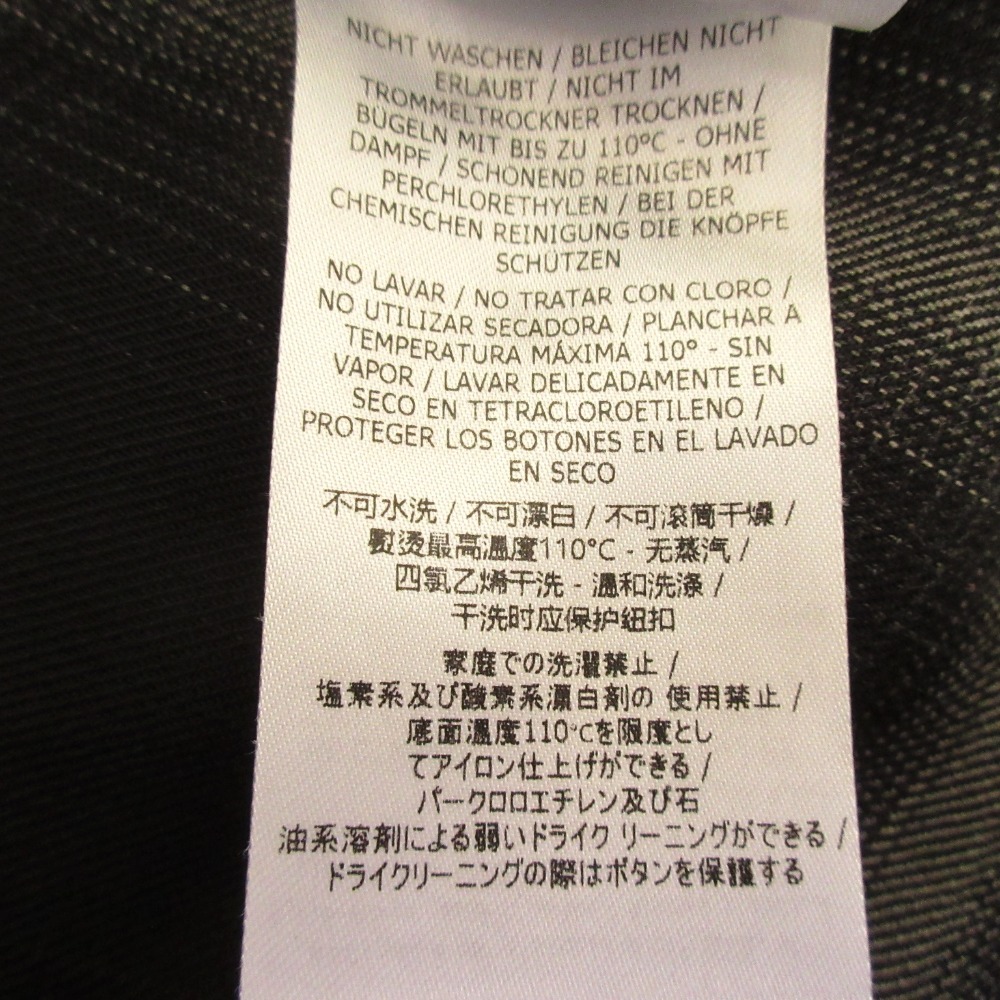 NICHT WASCHEN / BLEICHEN NICHT
ERLAUBT / NICHT IM
TROMMELTROCKNER TROCKNEN /
BÜGELN MIT BIS ZU 110ºC - OHNE
DAMPF / SCHONEND REINIGEN MIT
PERCHLORETHYLEN / BEI DER
CHEMISCHEN REINIGUNG DIE KNÖPFE
SCHÜTZEN
NO LAVAR / NO TRATAR CON CLORO /
NO UTILIZAR SECADORA / PLANCHAR A
TEMPERATURA MÁXIMA 110° - SIN
VAPOR / LAVAR DELICADAMENTE EN
SECO EN TETRACLOROETILENO /
PROTEGER LOS BOTONES EN EL LAVADO
EN SECO
不可水洗 / 不可漂白 / 不可滚筒干燥 /
熨烫最高温度110°C - 无蒸汽 /
四氯乙烯干洗 - 温和洗涤 /
干洗时应保护纽扣
家庭での洗濯禁止 /
塩素系及び酸素系漂白剤の 使用禁止 /
底面温度110°Cを限度とし
てアイロン仕上げができる /
パークロロエチレン及び石
油系溶剤による弱いドライク リーニングができる /
ドライクリーニングの際はボタンを保護する